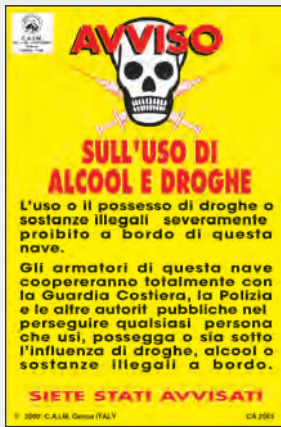 AVVISO
C.A.I.M.
SULL'USO DI
ALCOOL E DROGHE
L'uso o il possesso di droghe o
sostanze illegali severamente
proibito a bordo di questa
nave.
Gli armatori di questa nave
coopereranno totalmente con
la Guardia Costiera, la Polizia
e le altre autorit pubbliche nel
perseguire qualsiasi persona
che usi, possegga o sia sotto
l'influenza di droghe, alcool o
sostanze illegali a bordo.
SIETE STATI AVVISATI
© 2000 C.A.I.M. Genoa ITALY CA 2003